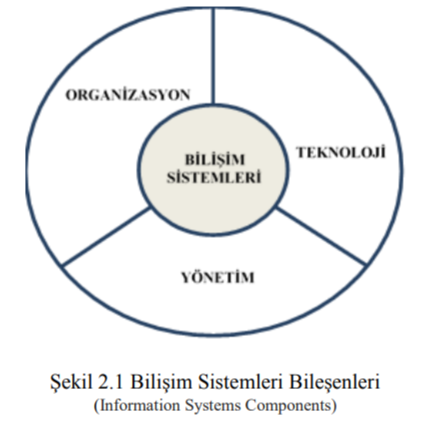 ORGANİZASYON
TEKNOLOJİ
BİLİŞİM
SİSTEMLERİ
YÖNETİM
Şekil 2.1 Bilişim Sistemleri Bileşenleri
(Information Systems Components)